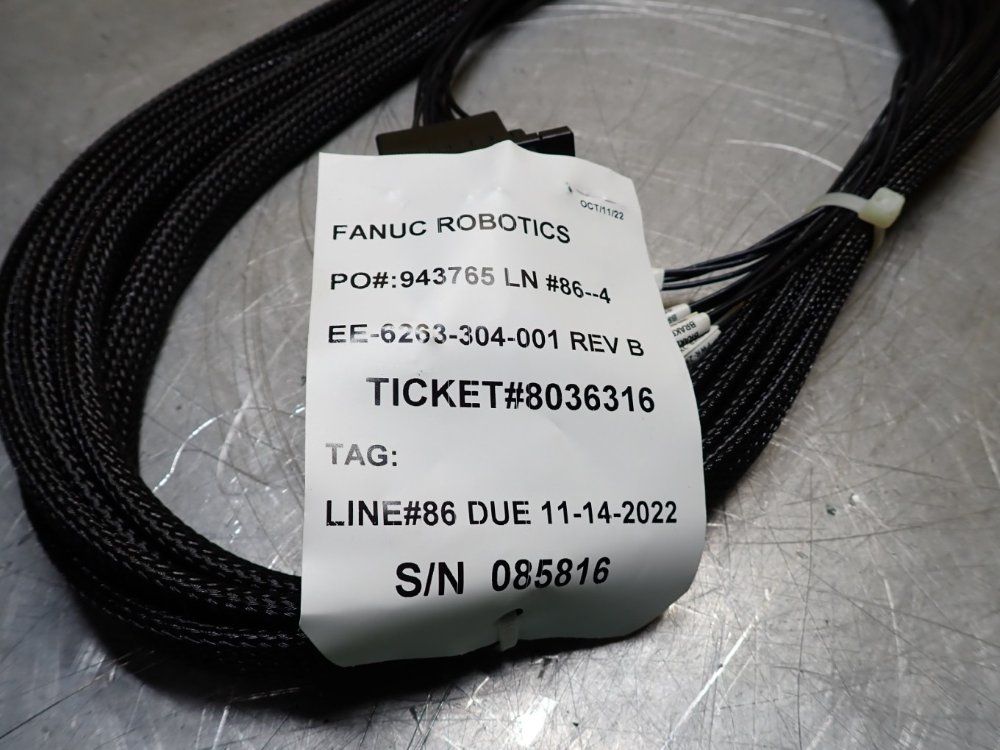 OCT/11/22
FANUC ROBOTICS
PO#:943765 LN #86--4
EE-6263-304-001 REV B
TICKET#8036316
TAG:
LINE#86 DUE 11-14-2022
S/N 085816